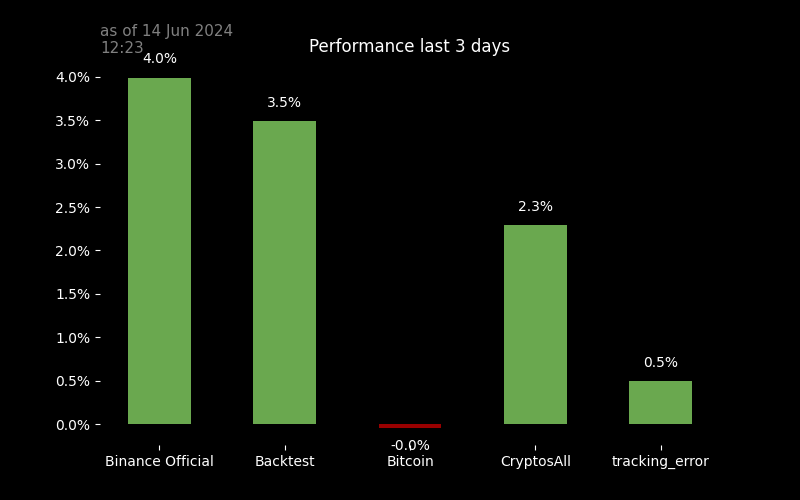 as of 14 Jun 2024
12:23
Performance last 3 days
4.0%
3.5%
-0.0%
2.3%
0.5%
4.0%
3.5%
3.0%
2.5%
2.0%
1.5%
1.0%
0.5%
0.0%
Binance Official
Backtest
Bitcoin
CryptosAll
tracking_error